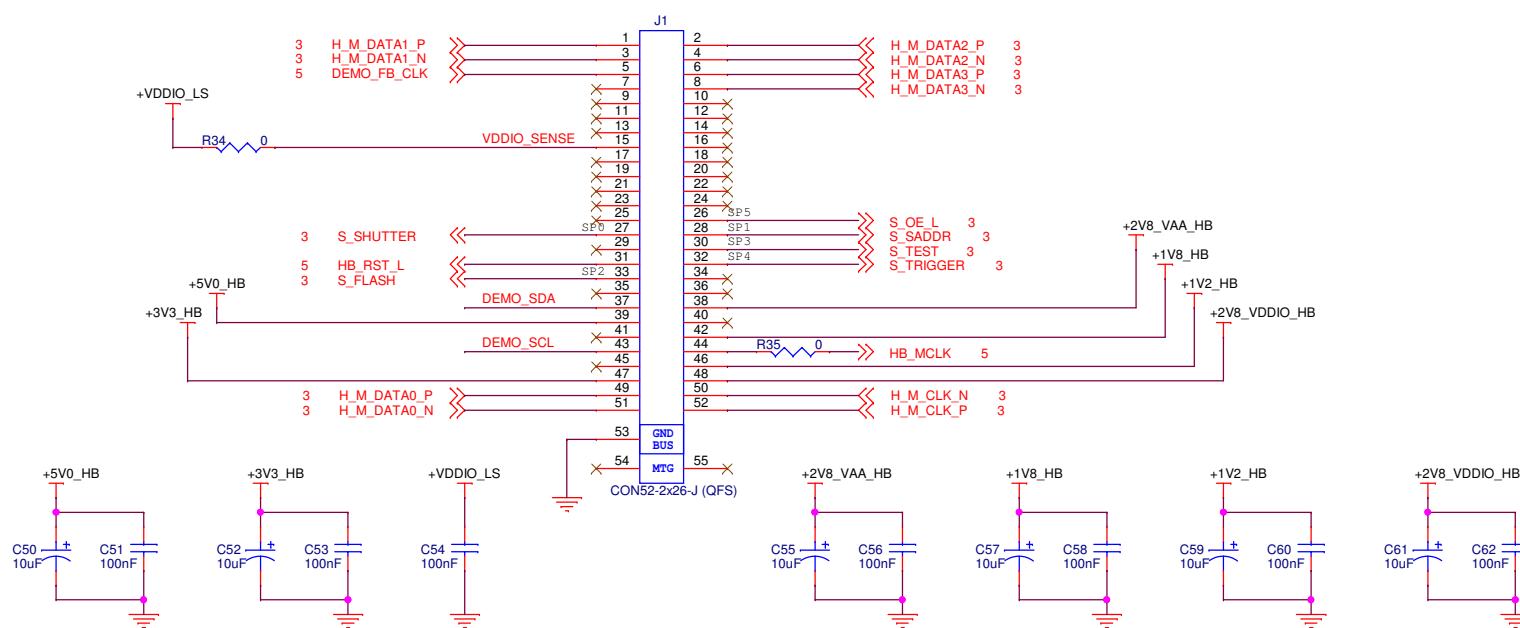 J1
3 H_M_DATA1_P 1 2 H_M_DATA2_P 3
3 H_M_DATA1_N 3 4 H_M_DATA2_N 3
5 DEMO_FB_CLK 5 6 H_M_DATA3_P 3
7 8 H_M_DATA3_N 3
+VDDIO_LS 9 10
11 12
13 14
R34 0 VDDIO_SENSE 15 16
17 18
19 20
21 22
23 24
25 26 SP5 S_OE_L 3
3 S_SHUTTER SP0 27 28 SP1 S_SADDR 3
29 30 SP3 S_TEST 3
5 HB_RST_L 31 32 SP4 S_TRIGGER 3
3 S_FLASH SP2 33 34
+2V8_VAA_HB
+1V8_HB
+5V0_HB 35 36 +1V2_HB
DEMO_SDA 37 38
+3V3_HB 39 40 +2V8_VDDIO_HB
41 42
DEMO_SCL 43 44 R35 0 HB_MCLK 5
45 46
47 48
3 H_M_DATA0_P 49 50 H_M_CLK_N 3
3 H_M_DATA0_N 51 52 H_M_CLK_P 3
53 GND
BUS
54 MTG 55
CON52-2x26-J (QFS)
+5V0_HB +3V3_HB +VDDIO_LS +2V8_VAA_HB +1V8_HB +1V2_HB +2V8_VDDIO_HB
C50 + C51 C52 + C53 C54 C55 + C56 C57 + C58 C59 + C60 C61 + C62
10uF 100nF 10uF 100nF 100nF 10uF 100nF 10uF 100nF 10uF 100nF 10uF 100nF